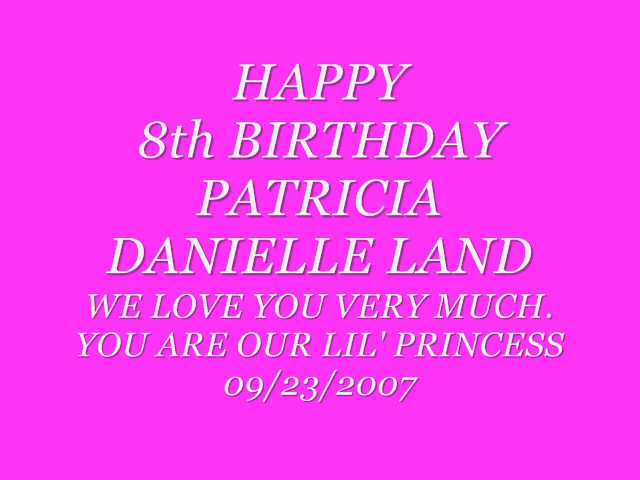 HAPPY
8th BIRTHDAY
PATRICIA
DANIELLE LAND
WE LOVE YOU VERY MUCH.
YOU ARE OUR LIL' PRINCESS
09/23/2007